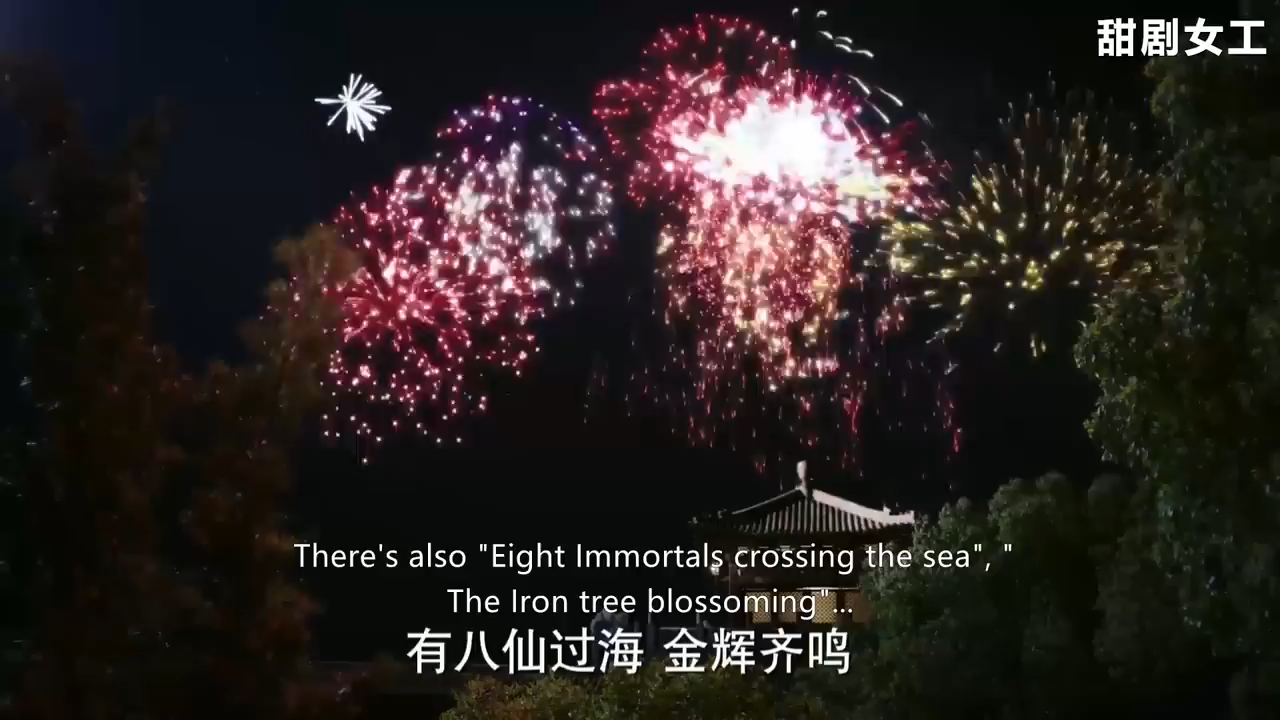 甜剧女工
There's also "Eight Immortals crossing the sea", "
The Iron tree blossoming"...
有八仙过海 金辉齐鸣